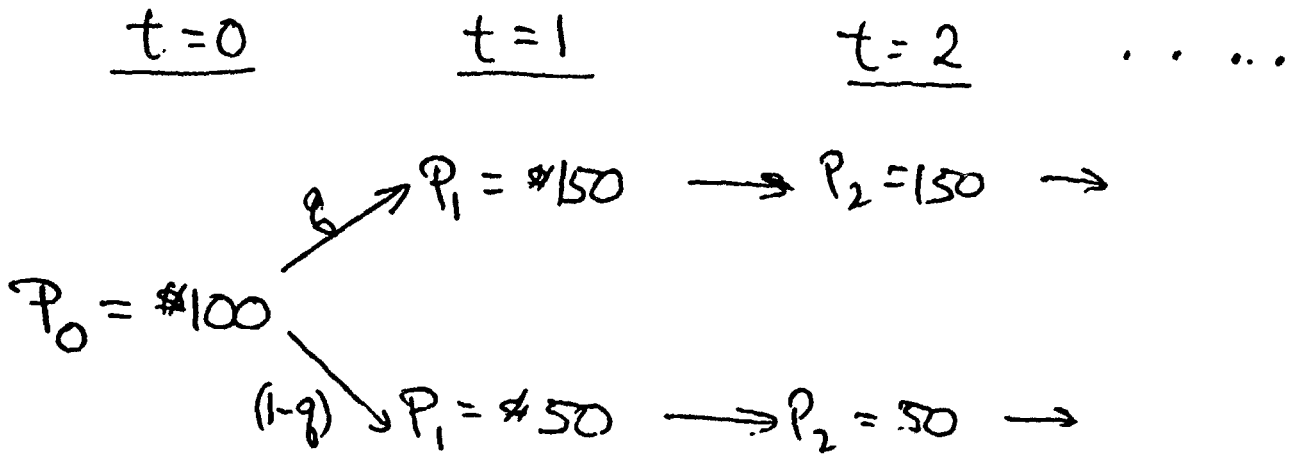 t=0 t=1 t=2 . . . . .
q P₁ = $150 → P₂ =150 →
P₀ = $100
(1-q) P₁ = $50 → P₂ = 50 →